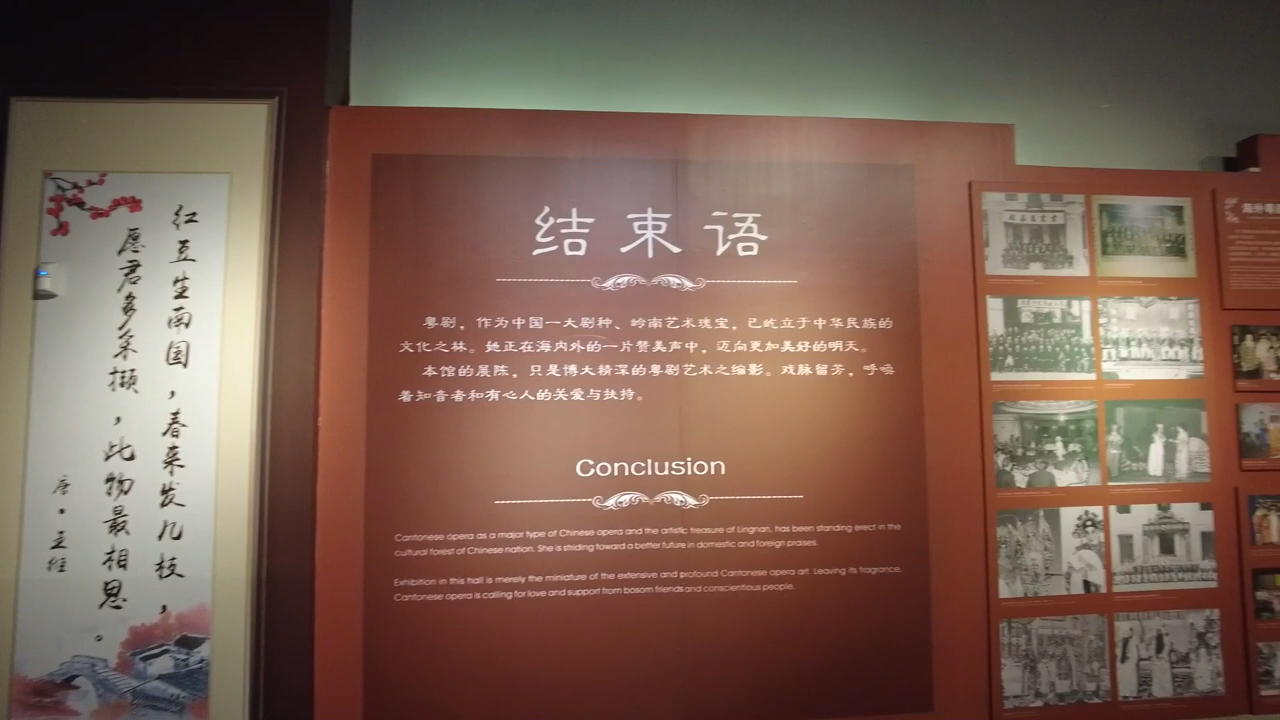 红豆生南国，春来发几枝，
愿君多采撷，此物最相思。
唐·王维
结束语
粤剧，作为中国一大剧种、岭南艺术瑰宝，已屹立于中华民族的
文化之林。她正在海内外的一片赞美声中，迈向更加美好的明天。
本馆的展陈，只是博大精深的粤剧艺术之缩影。戏脉留芳，呼唤
着知音者和有心人的关爱与扶持。
Conclusion
Cantonese opera as a major type of Chinese opera and the artistic treasure of Lingnan, has been standing erect in the
cultural forest of Chinese nation. She is striding toward a better future in domestic and foreign praises.
Exhibition in this hall is merely the miniature of the extensive and profound Cantonese opera art. Leaving its fragrance,
Cantonese opera is calling for love and support from bosom friends and conscientious people.
海外粤